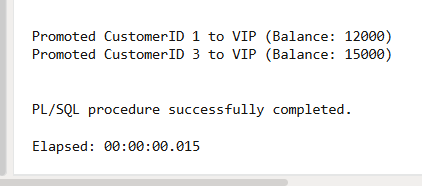 Promoted CustomerID 1 to VIP (Balance: 12000)
Promoted CustomerID 3 to VIP (Balance: 15000)
PL/SQL procedure successfully completed.
Elapsed: 00:00:00.015